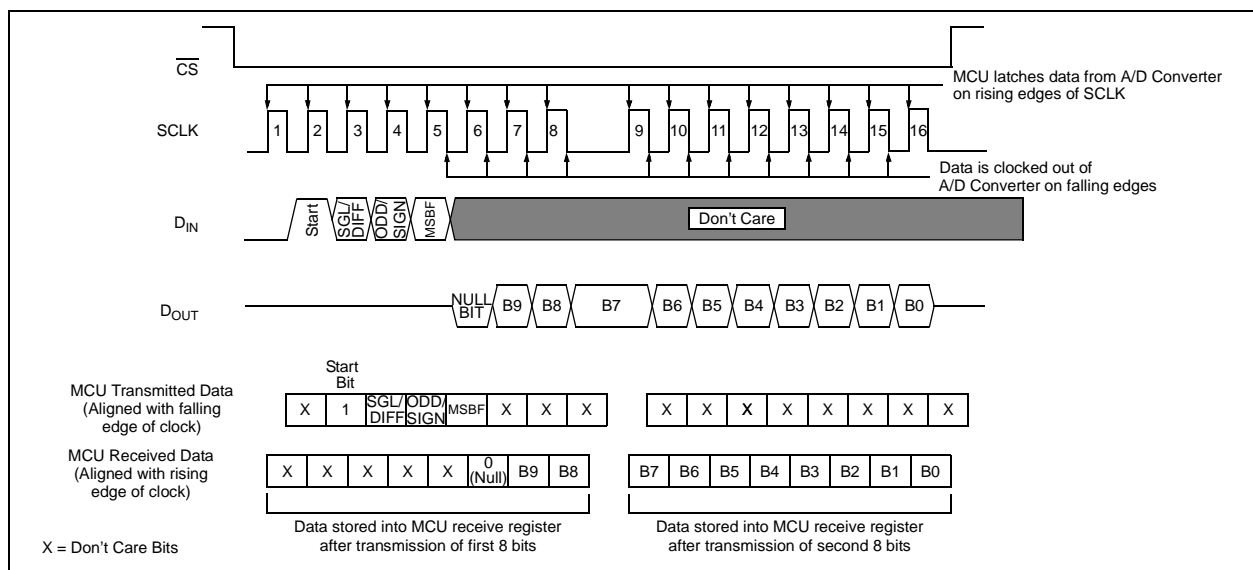 CS
MCU latches data from A/D Converter
on rising edges of SCLK
SCLK
1 2 3 4 5 6 7 8 9 10 11 12 13 14 15 16
Data is clocked out of
A/D Converter on falling edges
DIN
Start
SGL/
DIFF
ODD/
SIGN
MSBF
Don't Care
DOUT
NULL
BIT
B9 B8 B7 B6 B5 B4 B3 B2 B1 B0
Start
Bit
MCU Transmitted Data
(Aligned with falling
edge of clock)
X 1
SGL/
DIFF
ODD/
SIGN
MSBF X X X
X X X X X X X X
MCU Received Data
(Aligned with rising
edge of clock)
X X X X X
0
(Null)
B9 B8
B7 B6 B5 B4 B3 B2 B1 B0
Data stored into MCU receive register
after transmission of first 8 bits
Data stored into MCU receive register
after transmission of second 8 bits
X = Don't Care Bits